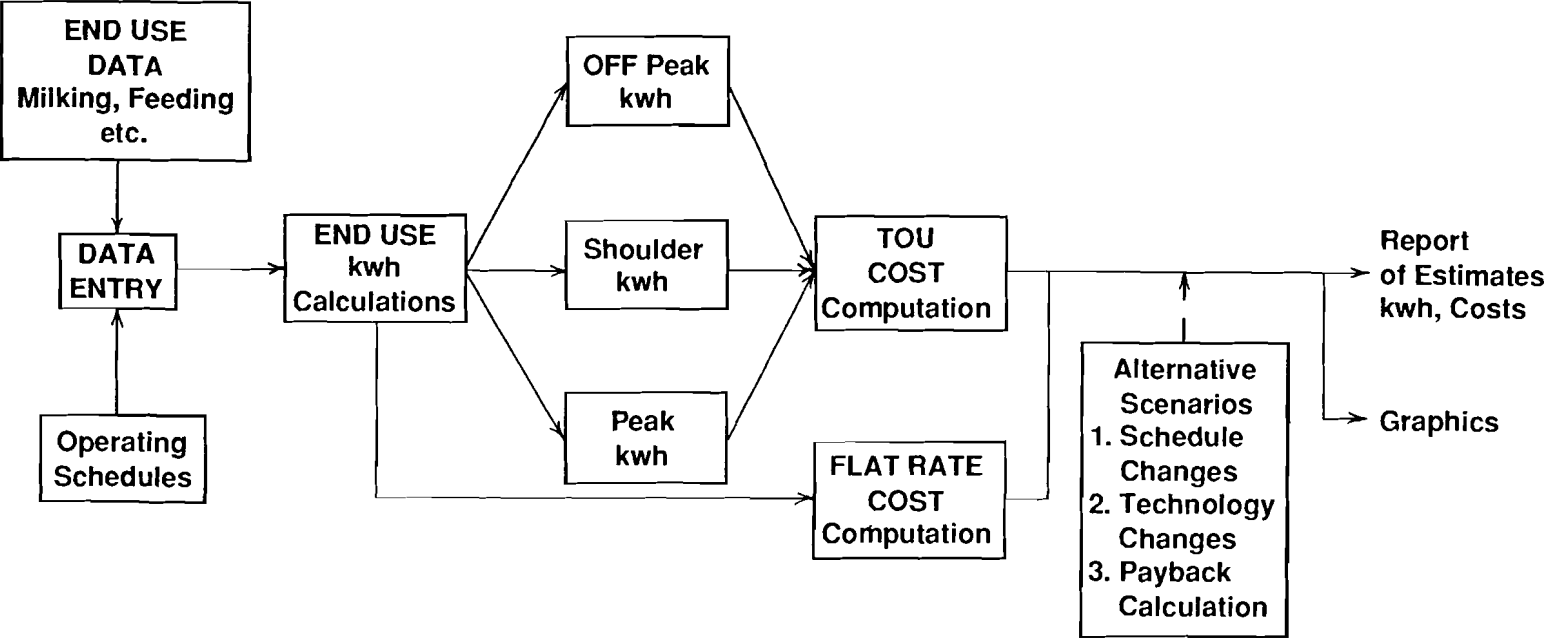 END USE
DATA
Milking, Feeding
etc.
DATA
ENTRY
Operating
Schedules
END USE
kwh
Calculations
OFF Peak
kwh
Shoulder
kwh
Peak
kwh
TOU
COST
Computation
FLAT RATE
COST
Computation
Alternative
Scenarios
1. Schedule
Changes
2. Technology
Changes
3. Payback
Calculation
Report
of Estimates
kwh, Costs
Graphics